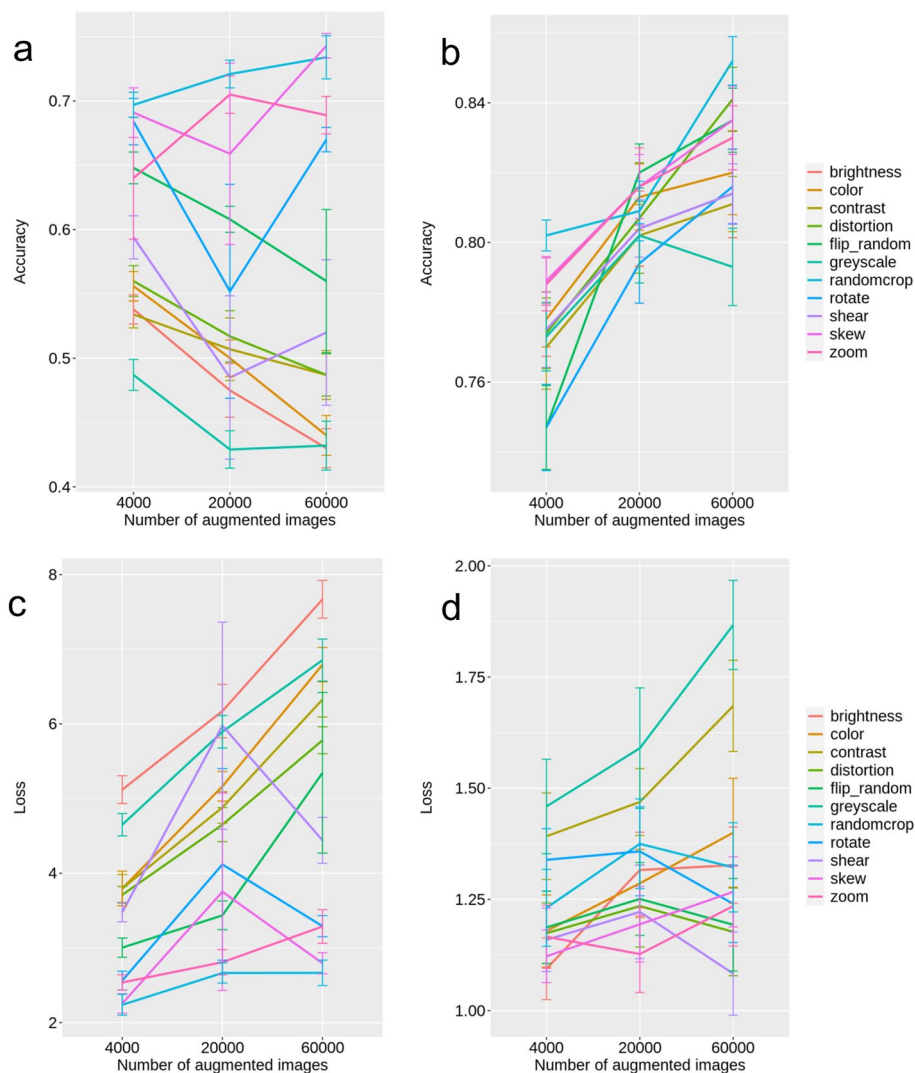 a
0.7
0.6
0.5
0.4
Accuracy
4000 20000 60000
Number of augmented images
b
0.84
0.80
0.76
Accuracy
4000 20000 60000
Number of augmented images
brightness
color
contrast
distortion
flip_random
greyscale
randomcrop
rotate
shear
skew
zoom
c
8
6
4
2
Loss
4000 20000 60000
Number of augmented images
d
2.00
1.75
1.50
1.25
1.00
Loss
4000 20000 60000
Number of augmented images
brightness
color
contrast
distortion
flip_random
greyscale
randomcrop
rotate
shear
skew
zoom